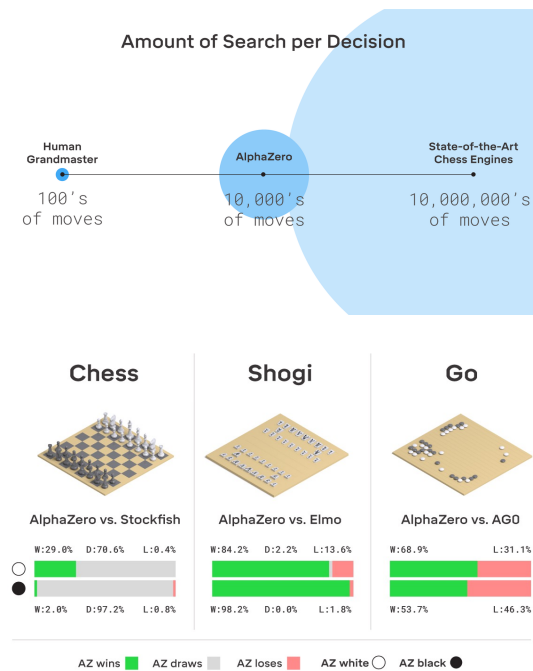 Amount of Search per Decision
Human
Grandmaster
100's
of moves
AlphaZero
10,000's
of moves
State-of-the-Art
Chess Engines
10,000,000's
of moves
Chess
Shogi
Go
AlphaZero vs. Stockfish
AlphaZero vs. Elmo
AlphaZero vs. AG0
W:29.0% D:70.6% L:0.4%
W:84.2% D:2.2% L:13.6%
W:68.9% L:31.1%
W:2.0% D:97.2% L:0.8%
W:98.2% D:0.0% L:1.8%
W:53.7% L:46.3%
AZ wins AZ draws AZ loses AZ white AZ black